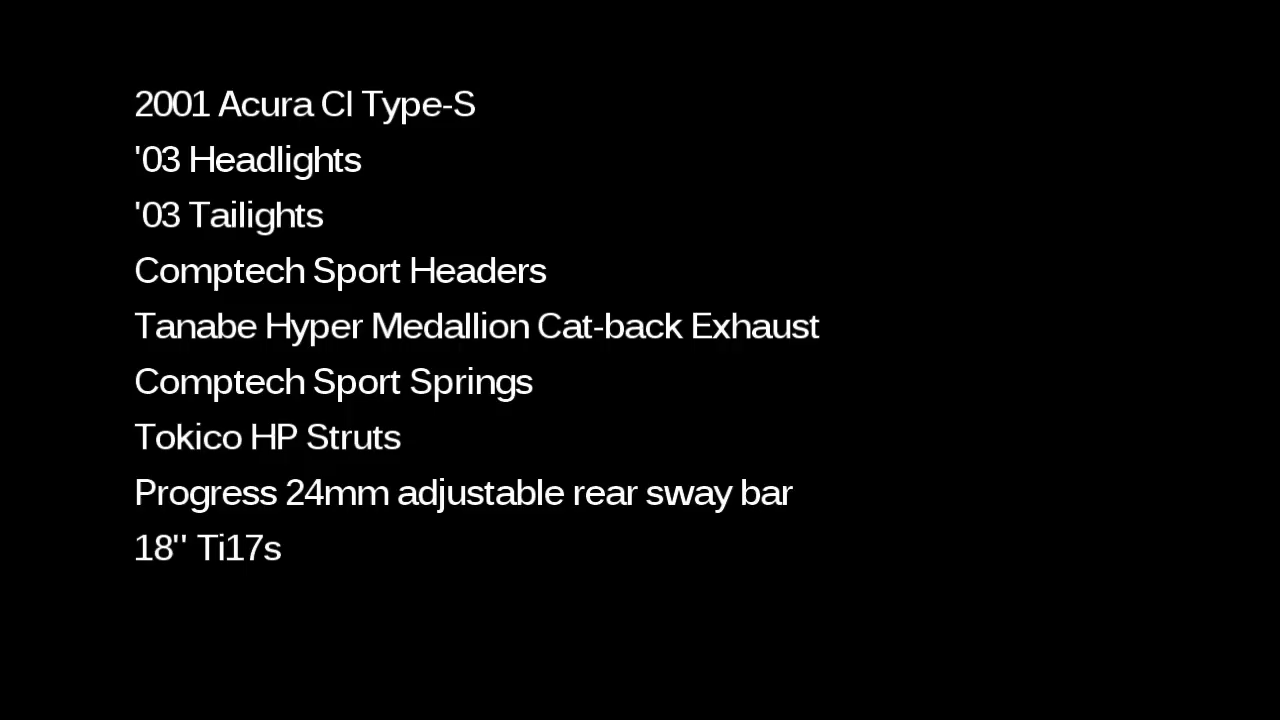 2001 Acura Cl Type-S
'03 Headlights
'03 Tailights
Comptech Sport Headers
Tanabe Hyper Medallion Cat-back Exhaust
Comptech Sport Springs
Tokico HP Struts
Progress 24mm adjustable rear sway bar
18" Ti17s